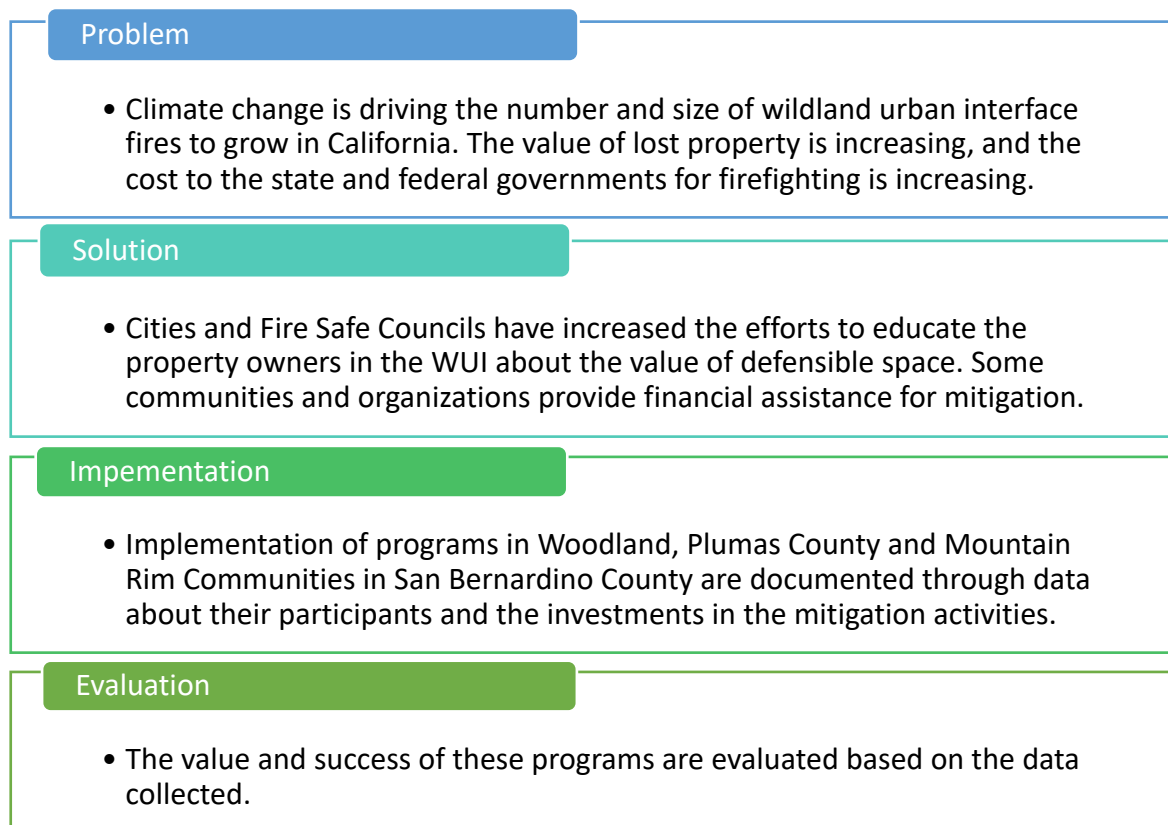 Problem
• Climate change is driving the number and size of wildland urban interface
fires to grow in California. The value of lost property is increasing, and the
cost to the state and federal governments for firefighting is increasing.
Solution
• Cities and Fire Safe Councils have increased the efforts to educate the
property owners in the WUI about the value of defensible space. Some
communities and organizations provide financial assistance for mitigation.
Impementation
• Implementation of programs in Woodland, Plumas County and Mountain
Rim Communities in San Bernardino County are documented through data
about their participants and the investments in the mitigation activities.
Evaluation
• The value and success of these programs are evaluated based on the data
collected.